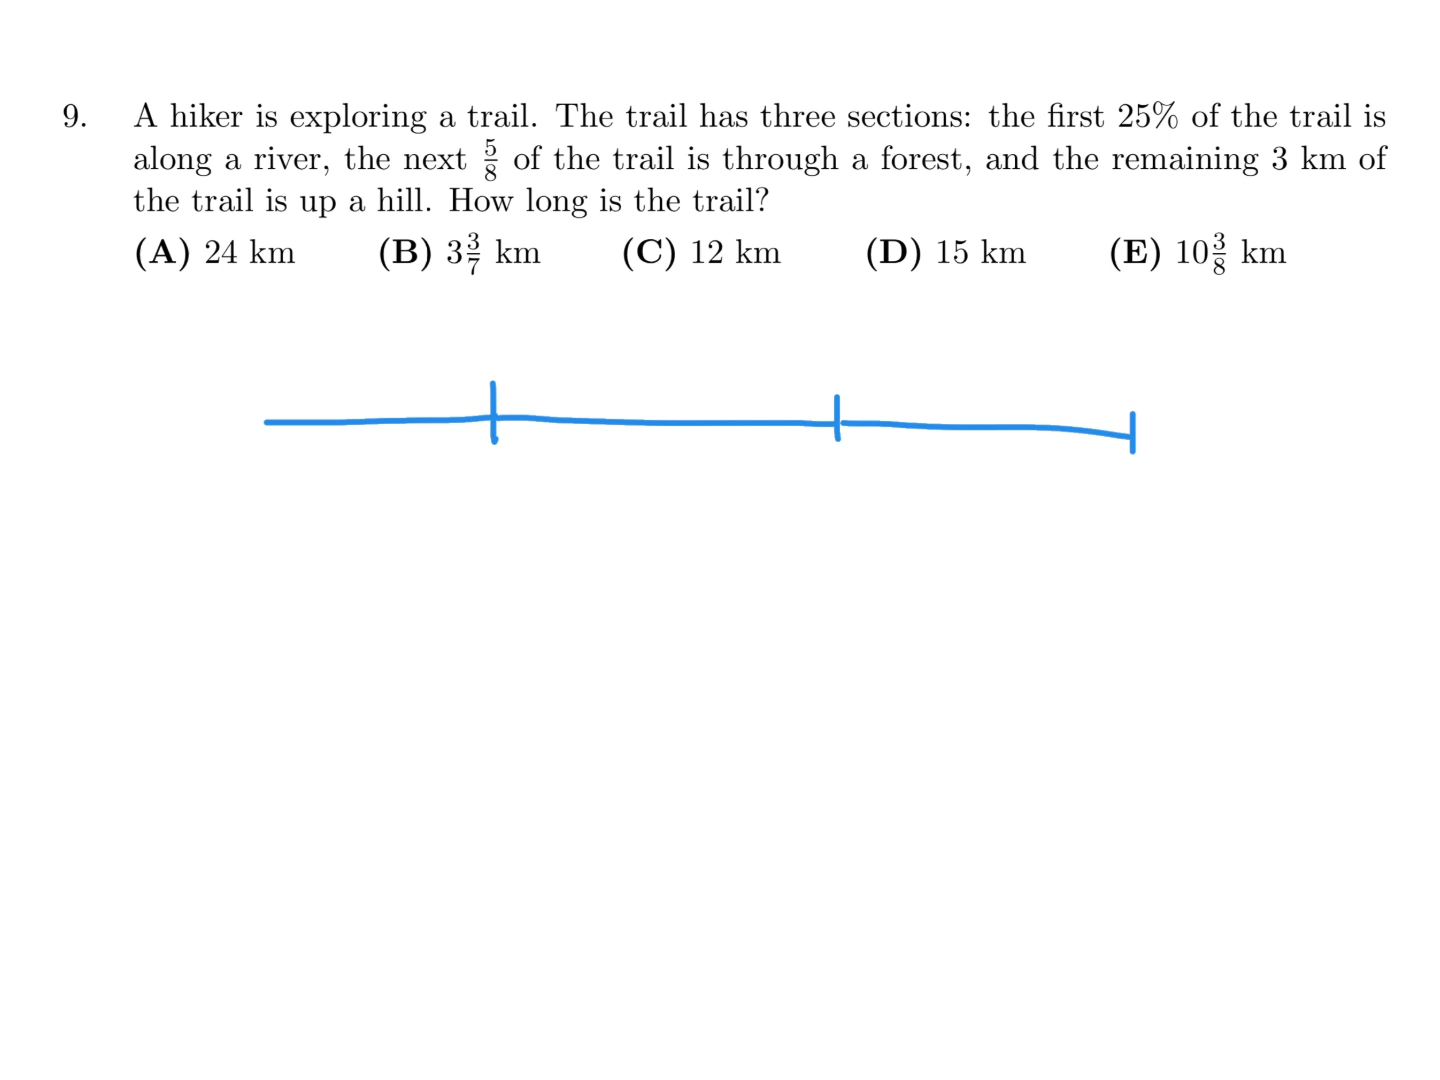 9. A hiker is exploring a trail. The trail has three sections: the first 25% of the trail is
along a river, the next 5/8 of the trail is through a forest, and the remaining 3 km of
the trail is up a hill. How long is the trail?
(A) 24 km (B) 3 3/7 km (C) 12 km (D) 15 km (E) 10 3/8 km